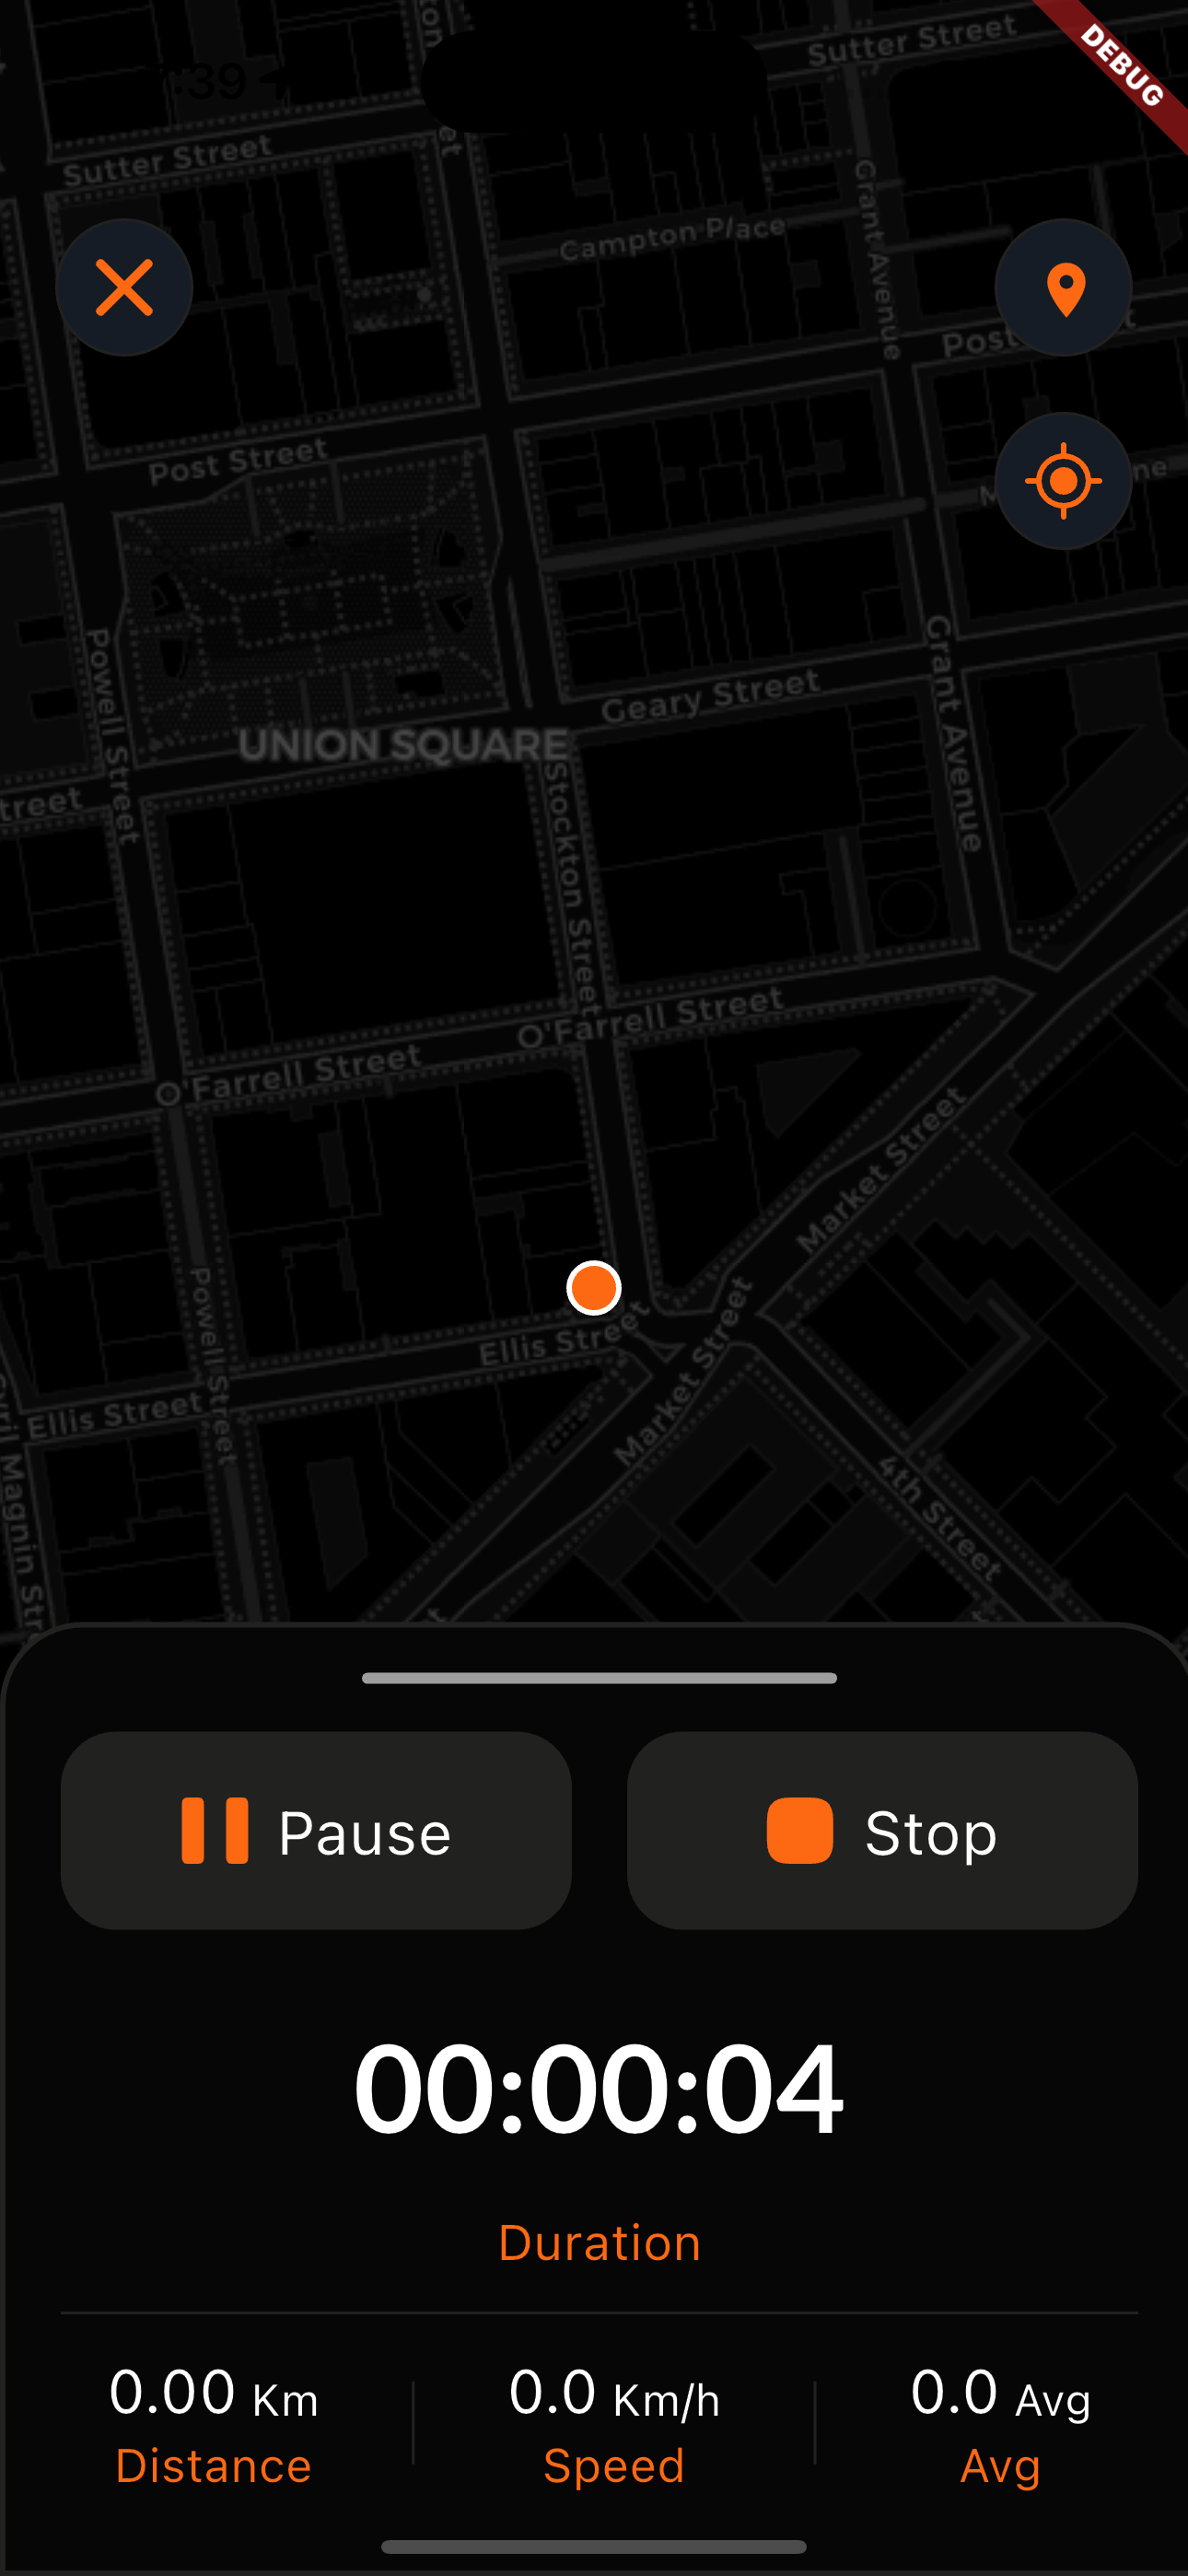 Sutter Street
DEBUG
:39
Sutter Street
Campton Place
Grant Avenue
Post
Post Street
Powell Street
Grant Avenue
Geary Street
UNION SQUARE
Stockton Street
treet
O'Farrell Street
O'Farrell Street
Market Street
Powell Street
Ellis Street
Market Street
Ellis Street
4th Street
Pause
Stop
00:00:04
Duration
0.00 Km
0.0 Km/h
0.0 Avg
Distance
Speed
Avg